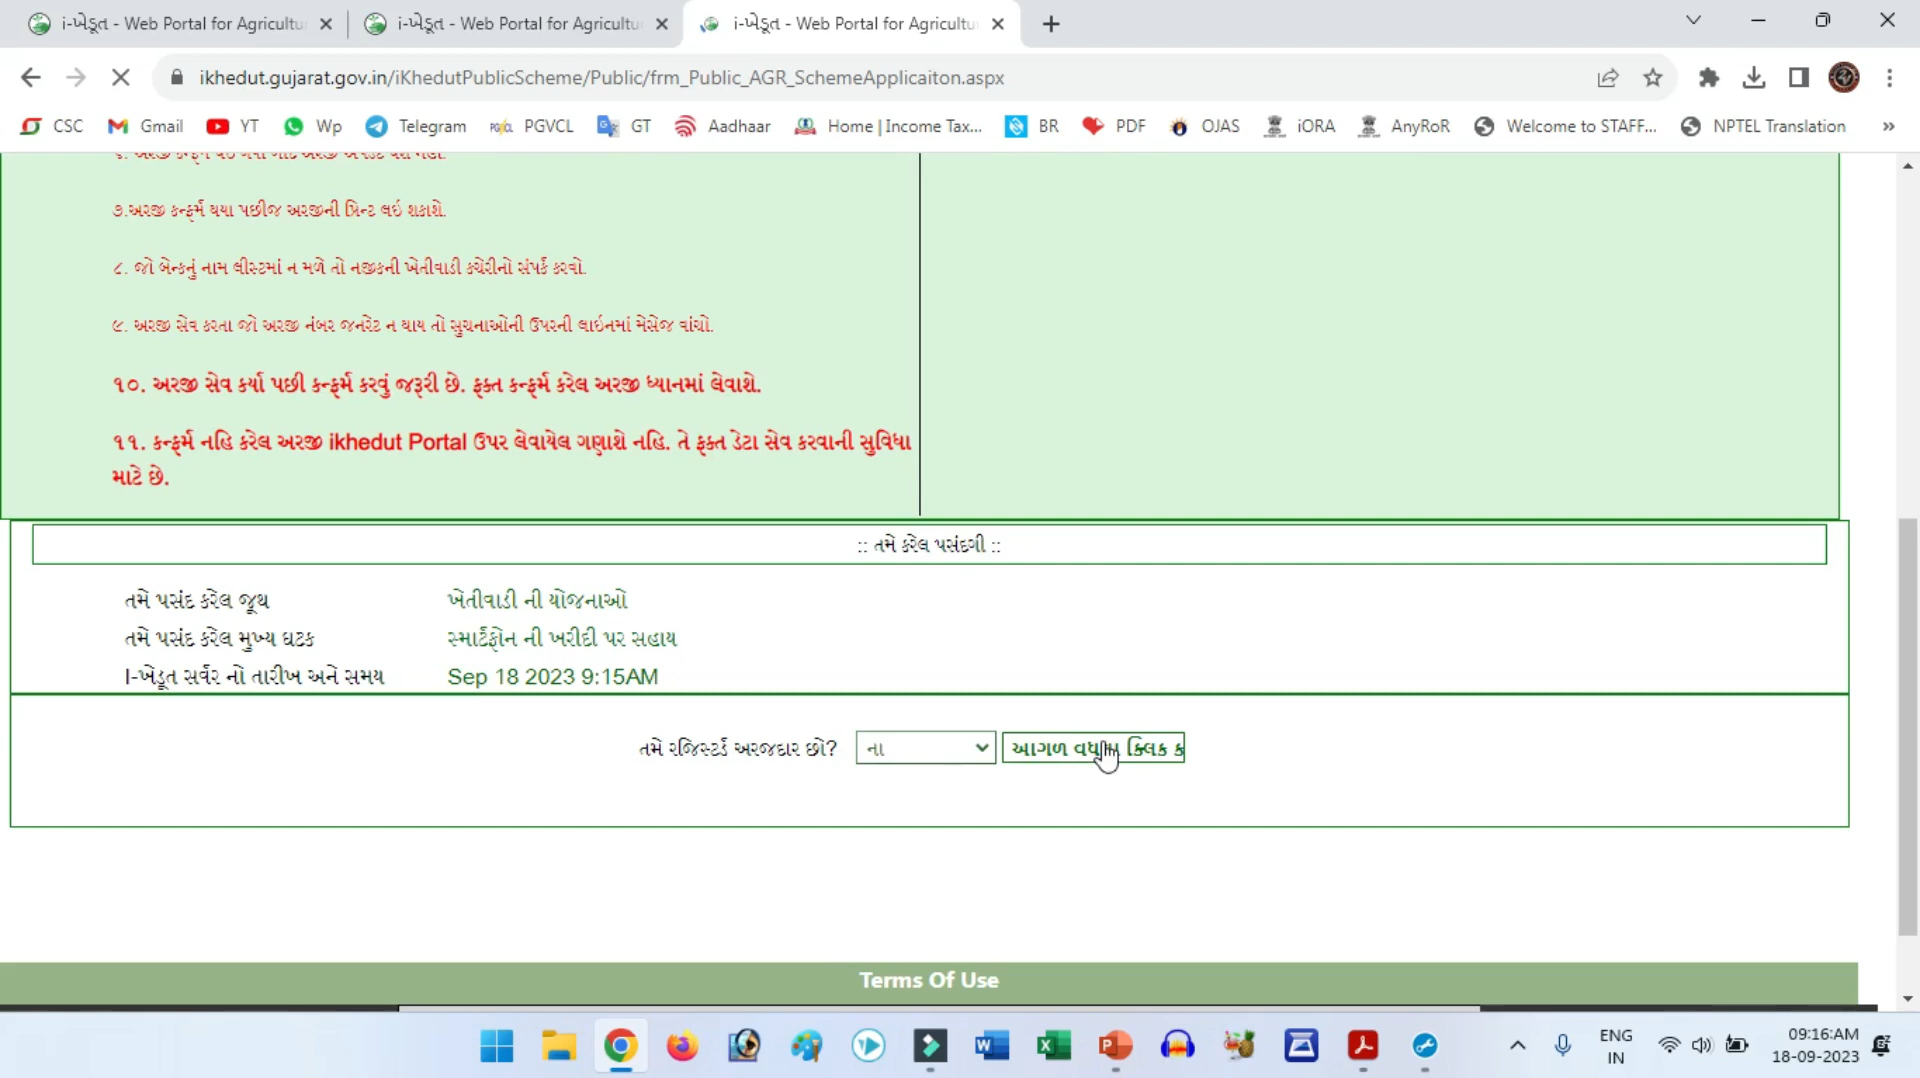 i-ખેડૂત - Web Portal for Agricultu
i-ખેડૂત - Web Portal for Agricultu
i-ખેડૂત - Web Portal for Agricultu
ikhedut.gujarat.gov.in/iKhedutPublicScheme/Public/frm_Public_AGR_SchemeApplicaiton.aspx
CSC Gmail YT Wp Telegram PGVCL GT Aadhaar Home | Income Tax... BR PDF OJAS iORA AnyRoR Welcome to STAFF... NPTEL Translation »
૭.અરજી કન્ફર્મ થયા પછીજ અરજીની પ્રિન્ટ લઇ શકાશે.
૮. જો બેન્કનું નામ લીસ્ટમાં ન મળે તો નજીકની ખેતીવાડી કચેરીનો સંપર્ક કરવો.
૯. અરજી સેવ કરતા જો અરજી નંબર જનરેટ ન થાય તો સુચનાઓની ઉપરની લાઇનમાં મેસેજ વાંચો.
૧૦. અરજી સેવ કર્યા પછી કન્ફર્મ કરવું જરૂરી છે. ફક્ત કન્ફર્મ કરેલ અરજી ધ્યાનમાં લેવાશે.
૧૧. કન્ફર્મ નહિ કરેલ અરજી ikhedut Portal ઉપર લેવાયેલ ગણાશે નહિ. તે ફક્ત ડેટા સેવ કરવાની સુવિધા
માટે છે.
:: તમે કરેલ પસંદગી ::
તમે પસંદ કરેલ જૂથ ખેતીવાડી ની યોજનાઓ
તમે પસંદ કરેલ મુખ્ય ઘટક સ્માર્ટફોન ની ખરીદી પર સહાય
I-ખેડૂત સર્વર નો તારીખ અને સમય Sep 18 2023 9:15AM
તમે રજિસ્ટર્ડ અરજદાર છો? ના આગળ ક્લિક ક
Terms Of Use
ENG
IN
09:16:AM
18-09-2023